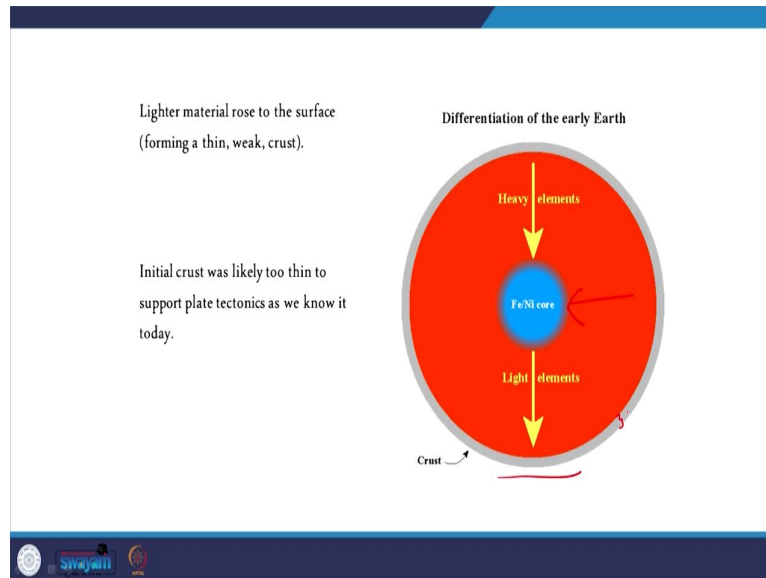 Lighter material rose to the surface
(forming a thin, weak, crust).
Initial crust was likely too thin to
support plate tectonics as we know it
today.
Differentiation of the early Earth
Heavy elements
Fe/Ni core
Light elements
Crust
swayam